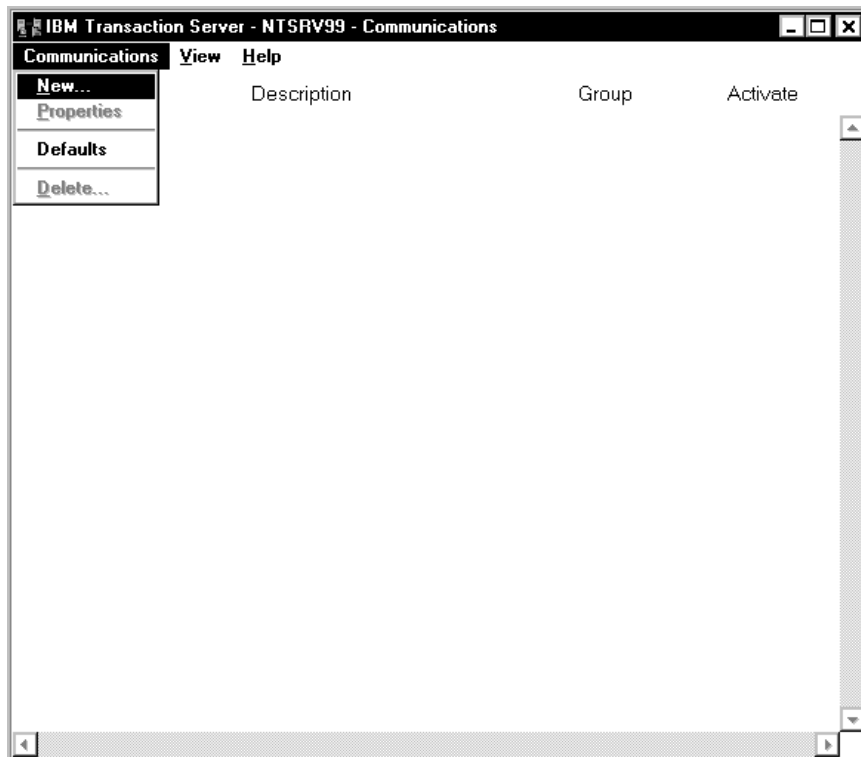 IBM Transaction Server - NTSRV99 - Communications
Communications View Help
New...
Description Group Activate
Properties
Defaults
Delete...